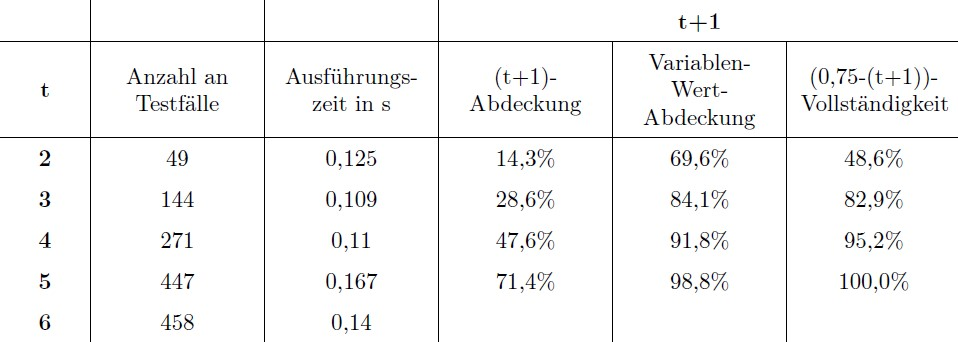 t+1
t Anzahl an Testfälle Ausführungs-zeit in s (t+1)-Abdeckung Variablen-Wert-Abdeckung (0,75-(t+1))-Vollständigkeit
2 49 0,125 14,3% 69,6% 48,6%
3 144 0,109 28,6% 84,1% 82,9%
4 271 0,11 47,6% 91,8% 95,2%
5 447 0,167 71,4% 98,8% 100,0%
6 458 0,14